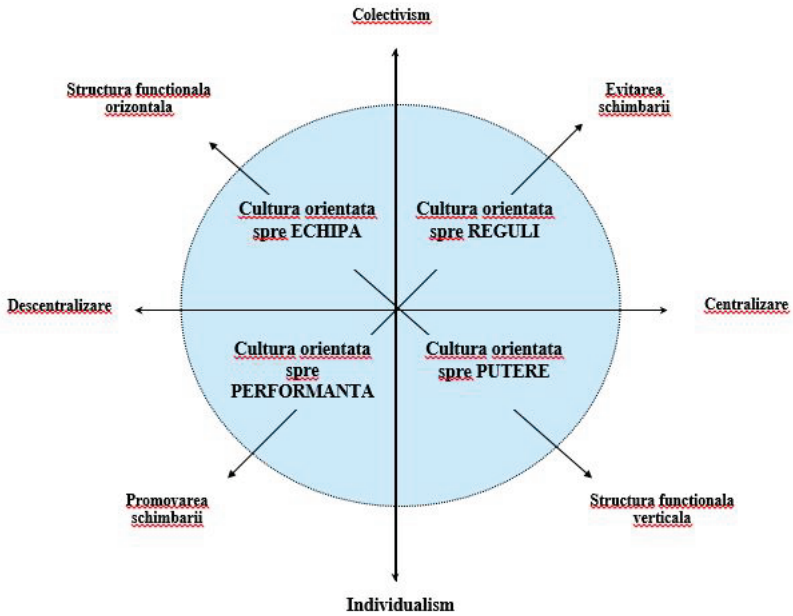 Colectivism
Structura functionala
orizontala
Evitarea
schimbarii
Cultura orientata
spre ECHIPA
Cultura orientata
spre REGULI
Descentralizare
Centralizare
Cultura orientata
spre
PERFORMANTA
Cultura orientata
spre PUTERE
Promovarea
schimbarii
Structura functionala
verticala
Individualism